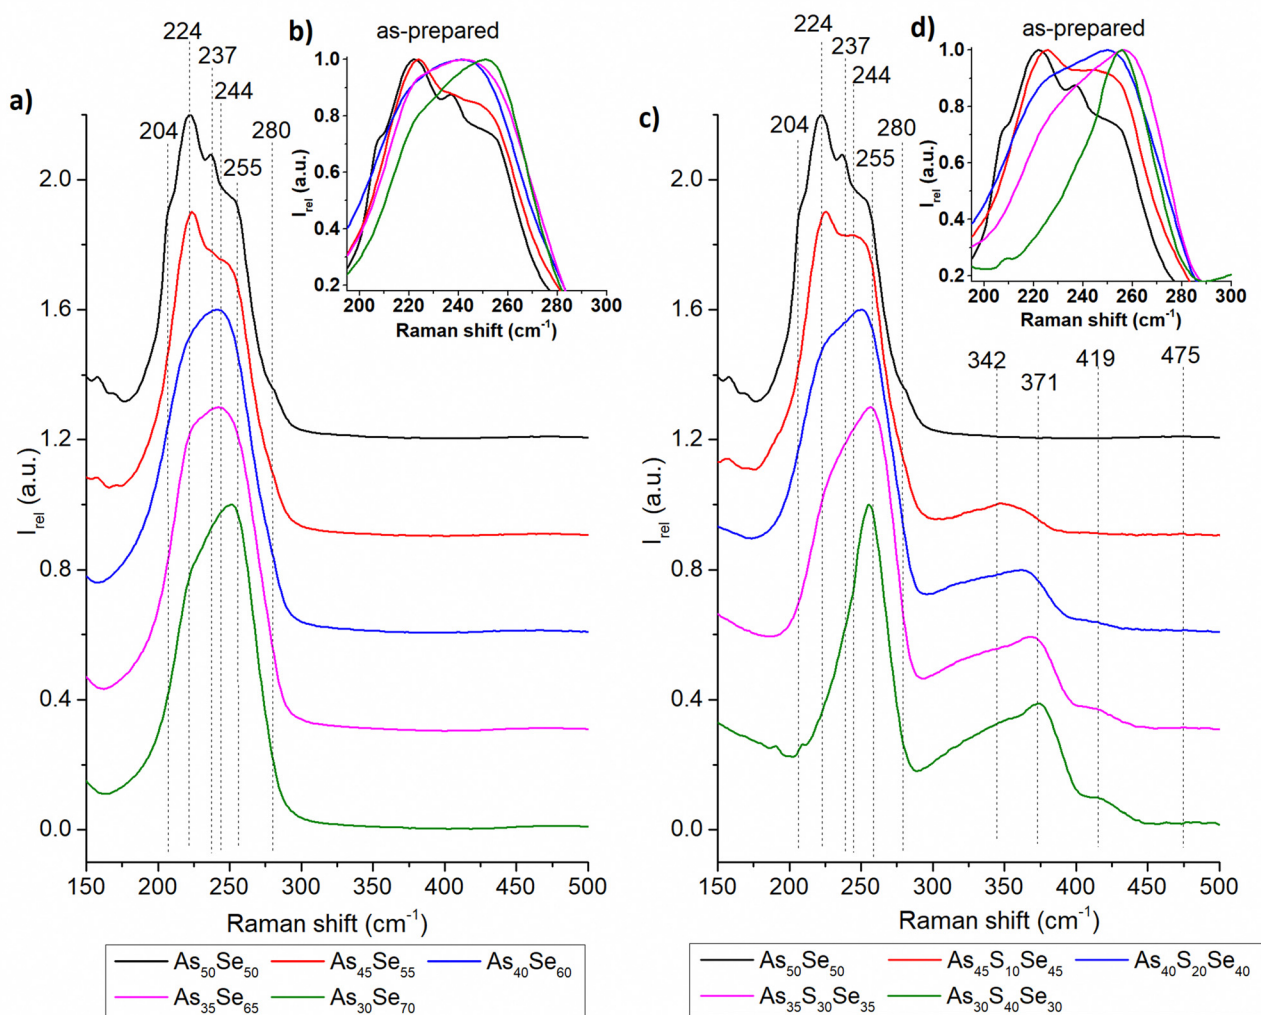 a)
224
237
244
204
280
255
2.0
1.6
1.2
0.8
0.4
0.0
I_rel (a.u.)
150 200 250 300 350 400 450 500
Raman shift (cm⁻¹)
As₅₀Se₅₀ As₄₅Se₅₅ As₄₀Se₆₀
As₃₅Se₆₅ As₃₀Se₇₀
b)
as-prepared
1.0
0.8
0.6
0.4
0.2
I_rel (a.u.)
200 220 240 260 280 300
Raman shift (cm⁻¹)
c)
224
237
244
204
280
255
342
371
419
475
2.0
1.6
1.2
0.8
0.4
0.0
I_rel (a.u.)
150 200 250 300 350 400 450 500
Raman shift (cm⁻¹)
As₅₀Se₅₀ As₄₅S₁₀Se₄₅ As₄₀S₂₀Se₄₀
As₃₅S₃₀Se₃₅ As₃₀S₄₀Se₃₀
d)
as-prepared
1.0
0.8
0.6
0.4
0.2
I_rel (a.u.)
200 220 240 260 280 300
Raman shift (cm⁻¹)